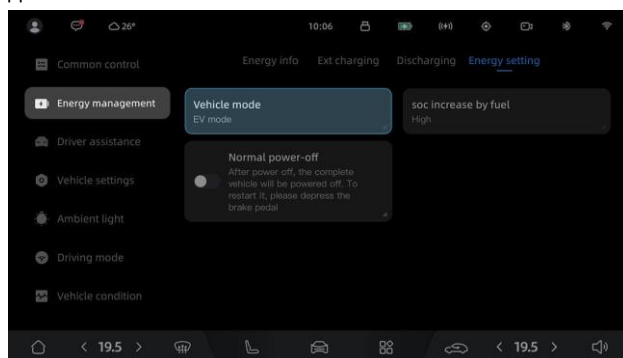 26°
10:06
Common control
Energy info Ext charging Discharging Energy setting
Energy management
Vehicle mode
EV mode
soc increase by fuel
High
Driver assistance
Normal power-off
After power off, the complete
vehicle will be powered off. To
restart it, please depress the
brake pedal
Vehicle settings
Ambient light
Driving mode
Vehicle condition
< 19.5 >
< 19.5 >